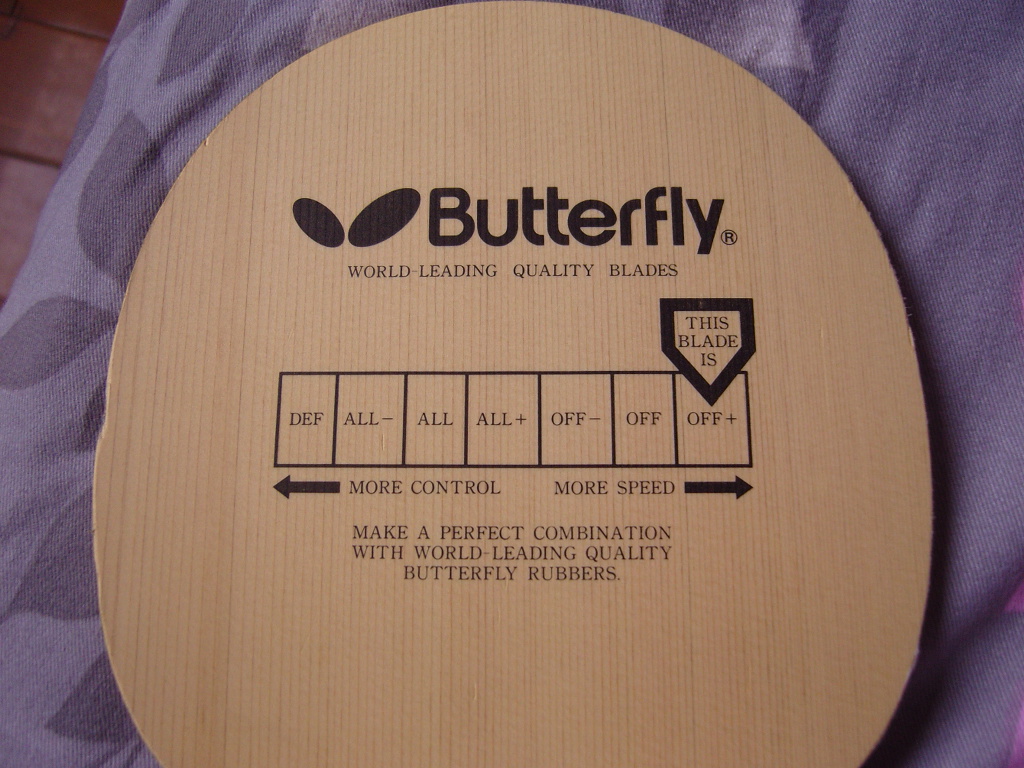 Butterfly®
WORLD-LEADING QUALITY BLADES
THIS
BLADE
IS
DEF ALL− ALL ALL+ OFF− OFF OFF+
MORE CONTROL MORE SPEED
MAKE A PERFECT COMBINATION
WITH WORLD-LEADING QUALITY
BUTTERFLY RUBBERS.